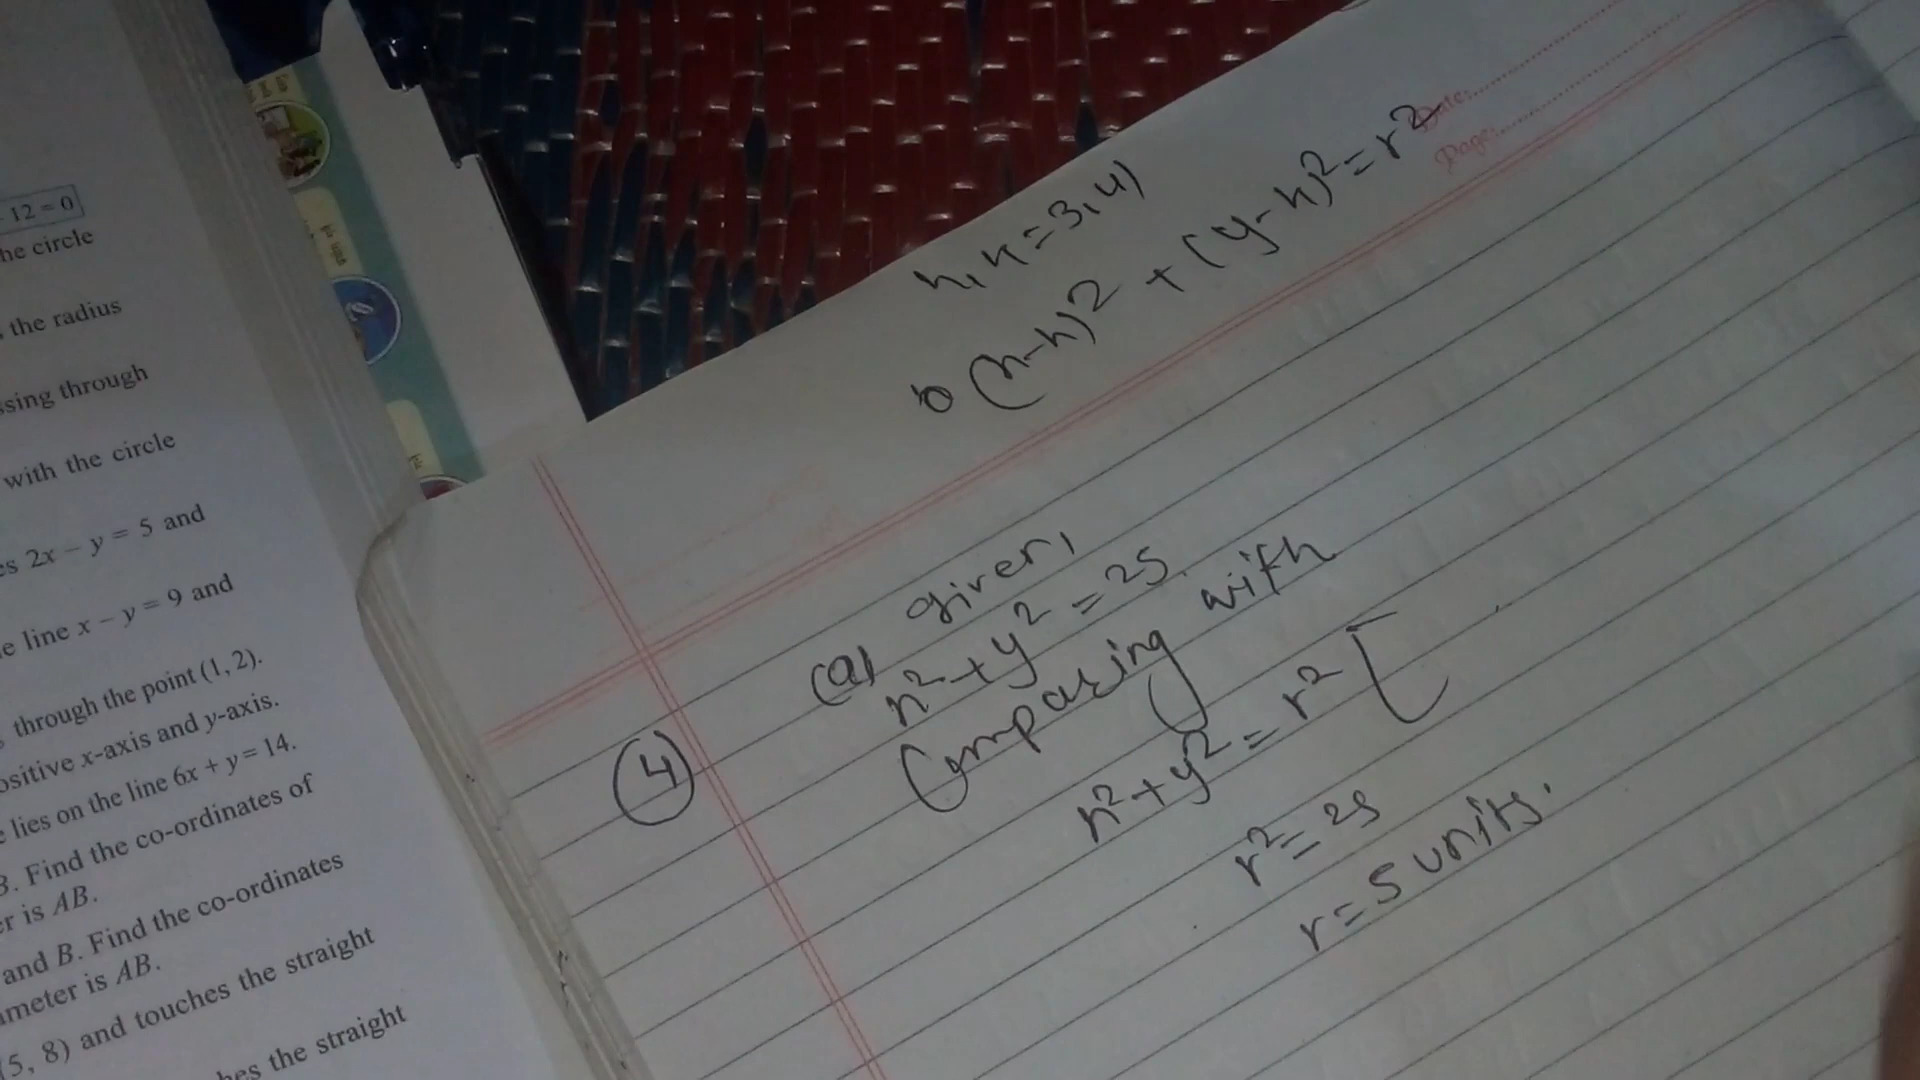 12 = 0
he circle
the radius
ssing through
with the circle
es 2x – y = 5 and
e line x – y = 9 and
through the point (1, 2).
ositive x-axis and y-axis.
e lies on the line 6x + y = 14.
3. Find the co-ordinates of
er is AB.
and B. Find the co-ordinates
ameter is AB.
(5, 8) and touches the straight
hes the straight
Date:
Page:
h, k = 3, 4)
(x-h)2 + (y-h)² = r²
(4)
(a) given,
x² + y² = 25
Comparing with
x² + y² = r² [
r² = 25
r = 5 units.